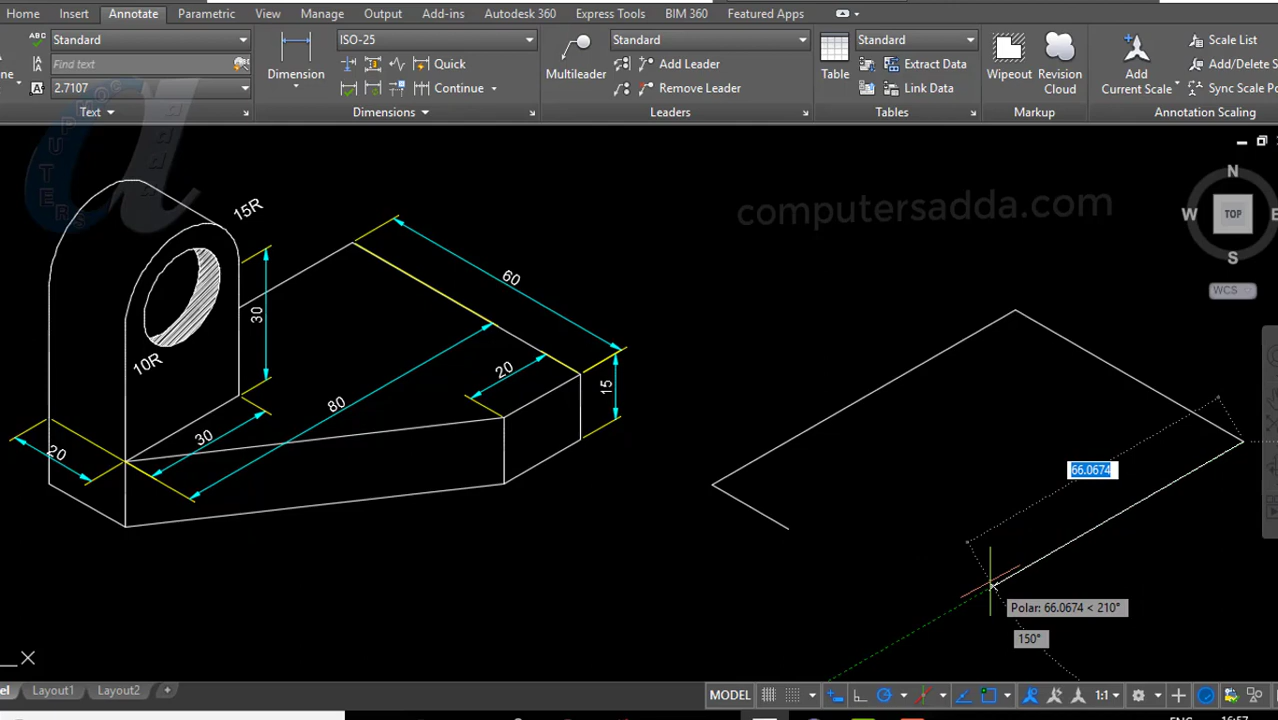 Home Insert Annotate Parametric View Manage Output Add-ins Autodesk 360 Express Tools BIM 360 Featured Apps
ABC Standard ISO-25 Standard Standard Scale List
Find text Quick Add Leader Extract Data Add/Delete S
A 2.7107 Continue Remove Leader Link Data Sync Scale Po
Dimension Multileader Table Wipeout Revision Cloud Add Current Scale
Text Dimensions Leaders Tables Markup Annotation Scaling
computersadda.com
N
W TOP E
S
WCS
15R
60
30
10R
20
15
80
30
20
66.0674
Polar: 66.0674 < 210°
150°
Layout1 Layout2 +
MODEL 1:1
16:57